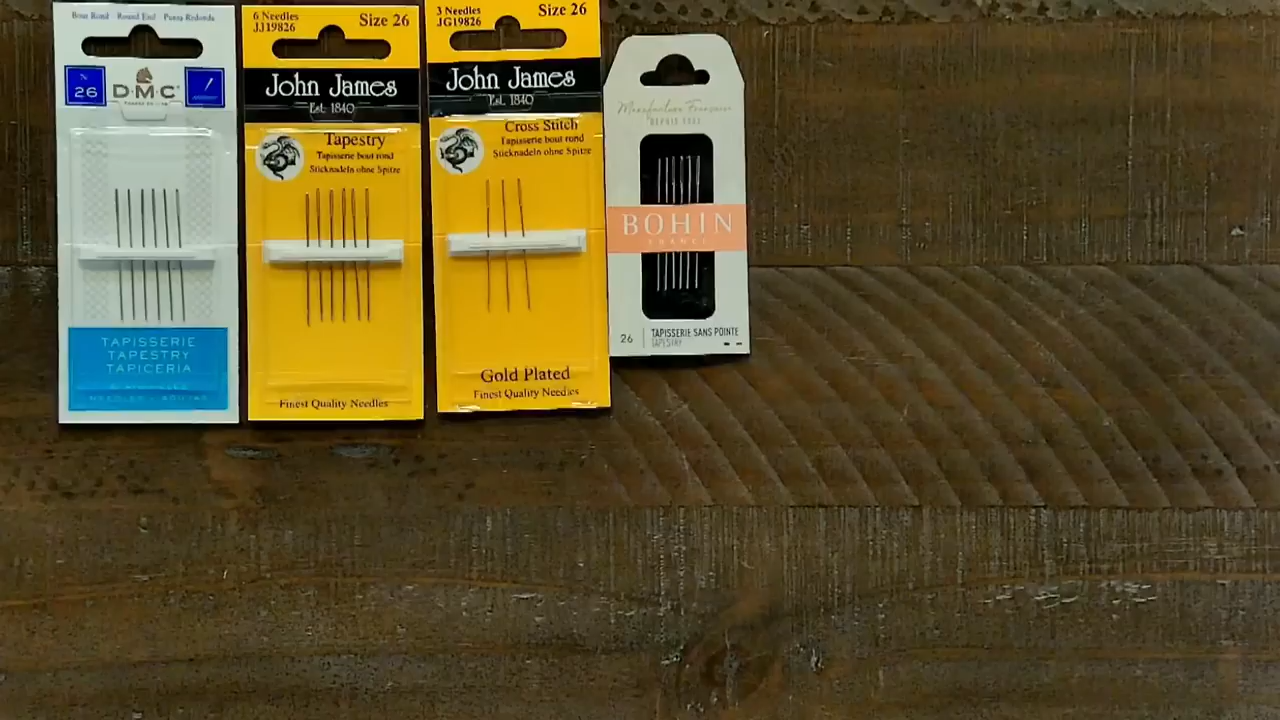 Bout Rond Round End Punta Redonda
N
26
D·M·C
TAPISSERIE
TAPESTRY
TAPICERIA
6 Needles
JJ19826
Size 26
John James
Est. 1840
Tapestry
Tapisserie bout rond
Sticknadeln ohne Spitze
Finest Quality Needles
3 Needles
JG19826
Size 26
John James
Est. 1840
Cross Stitch
Tapisserie bout rond
Sticknadeln ohne Spitze
Gold Plated
Finest Quality Needles
Manufacture Française
DEPUIS
BOHIN
FRANCE
26
TAPISSERIE SANS POINTE
TAPESTRY